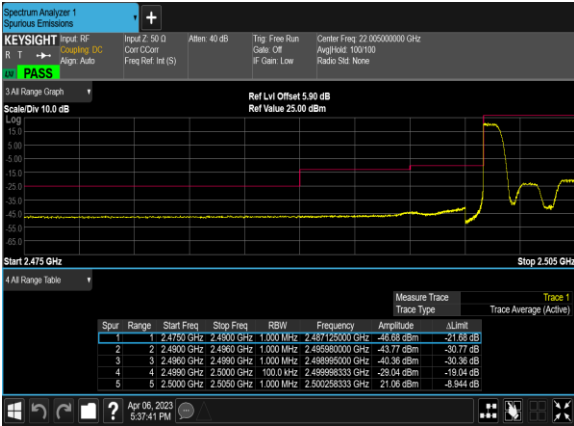 Spectrum Analyzer 1
Spurious Emissions
+
KEYSIGHT Input: RF Input Z: 50 Ω Atten: 40 dB Trig: Free Run Center Freq: 22.005000000 GHz
R T Coupling: DC Corr CCorr Gate: Off Avg|Hold: 100/100
Align: Auto Freq Ref: Int (S) IF Gain: Low Radio Std: None
LW PASS
3 All Range Graph
Ref Lvl Offset 5.90 dB
Scale/Div 10.0 dB Ref Value 25.00 dBm
Log
15.0
5.00
-5.00
-15.0
-25.0
-35.0
-45.0
-55.0
-65.0
Start 2.475 GHz Stop 2.505 GHz
4 All Range Table
Measure Trace Trace 1
Trace Type Trace Average (Active)
Spur Range Start Freq Stop Freq RBW Frequency Amplitude ΔLimit
1 1 2.4750 GHz 2.4900 GHz 1.000 MHz 2.487125000 GHz -46.68 dBm -21.68 dB
2 2 2.4900 GHz 2.4960 GHz 1.000 MHz 2.495980000 GHz -43.77 dBm -30.77 dB
3 3 2.4960 GHz 2.4990 GHz 1.000 MHz 2.498995000 GHz -40.36 dBm -30.36 dB
4 4 2.4990 GHz 2.5000 GHz 100.0 kHz 2.499998333 GHz -29.04 dBm -19.04 dB
5 5 2.5000 GHz 2.5050 GHz 1.000 MHz 2.500258333 GHz 21.06 dBm -8.944 dB
? Apr 06, 2023
5:37:41 PM